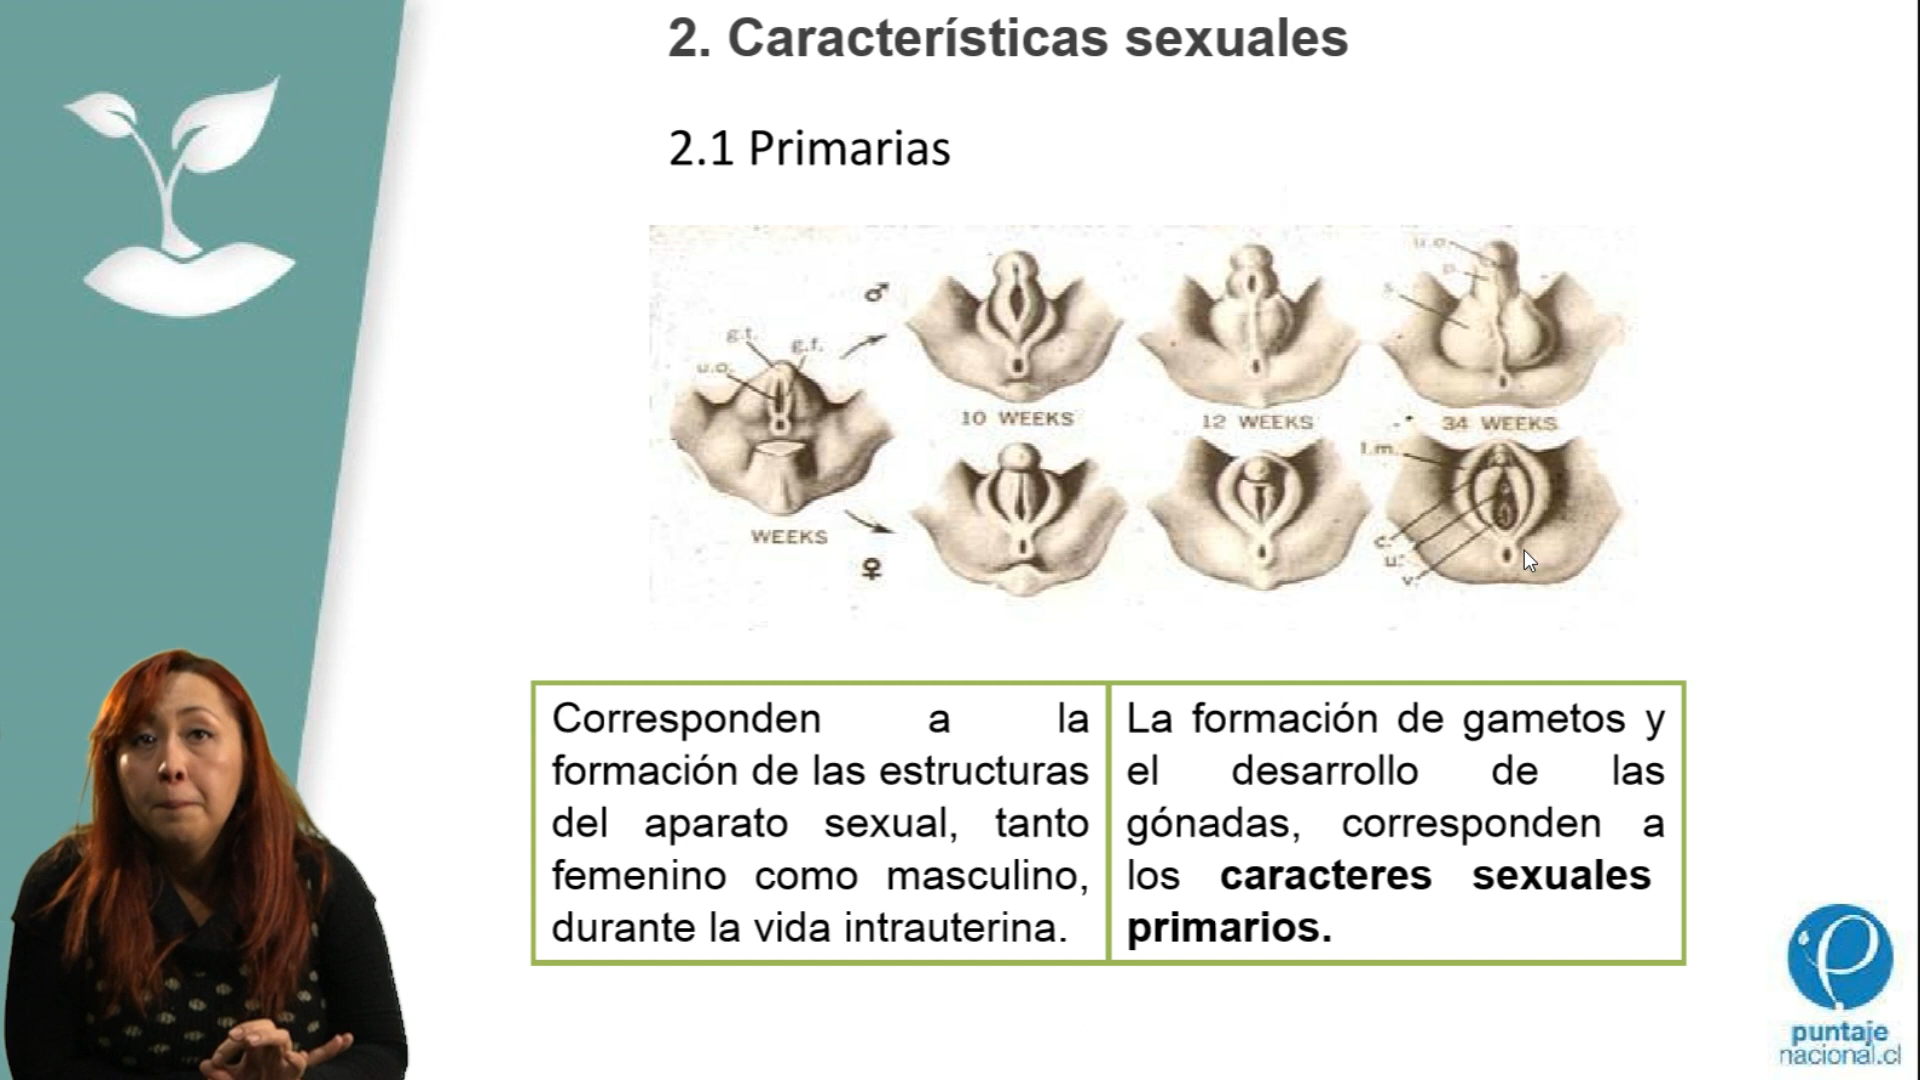 2. Características sexuales
2.1 Primarias
g.t.
g.f.
u.o.
WEEKS
♂
♀
10 WEEKS
12 WEEKS
34 WEEKS
u.o.
p.
s.
l.m.
c.
u.
v.
Corresponden a la
formación de las estructuras
del aparato sexual, tanto
femenino como masculino,
durante la vida intrauterina.
La formación de gametos y
el desarrollo de las
gónadas, corresponden a
los caracteres sexuales
primarios.
puntaje
nacional.cl